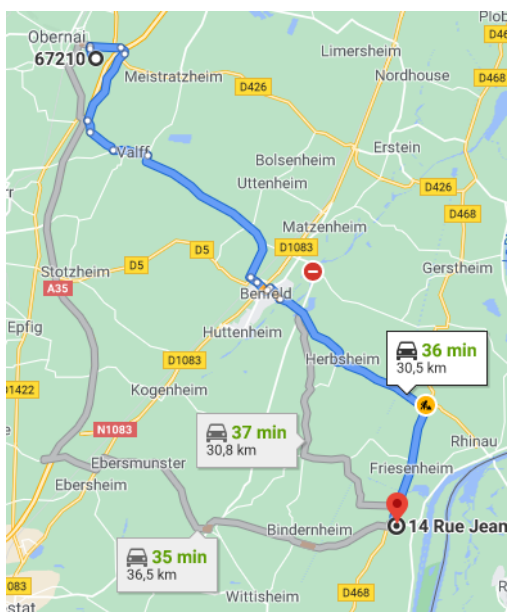 Obernai
67210
Meistratzheim
Limersheim
D426
Nordhouse
Valff
Bolsenheim
Erstein
Uttenheim
D426
D468
Matzenheim
D1083
D5
D5
Stotzheim
Gerstheim
A35
Benfeld
Epfig
Huttenheim
Herbsheim
36 min
30,5 km
D1083
D1422
Kogenheim
37 min
30,8 km
N1083
Rhinau
Ebersmunster
Friesenheim
Ebersheim
14 Rue Jean
Bindernheim
35 min
36,5 km
D468
Wittisheim